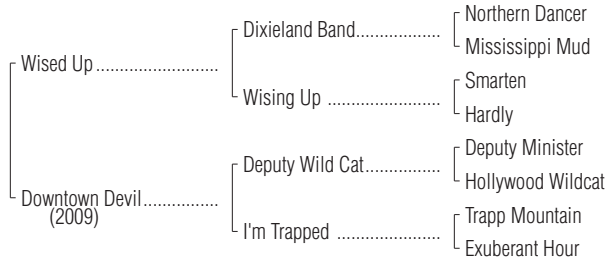 Northern Dancer
Dixieland Band..................
Mississippi Mud
Wised Up ..........................
Smarten
Wising Up ........................
Hardly
Deputy Minister
Deputy Wild Cat................
Hollywood Wildcat
Downtown Devil................
(2009)
Trapp Mountain
I'm Trapped ......................
Exuberant Hour